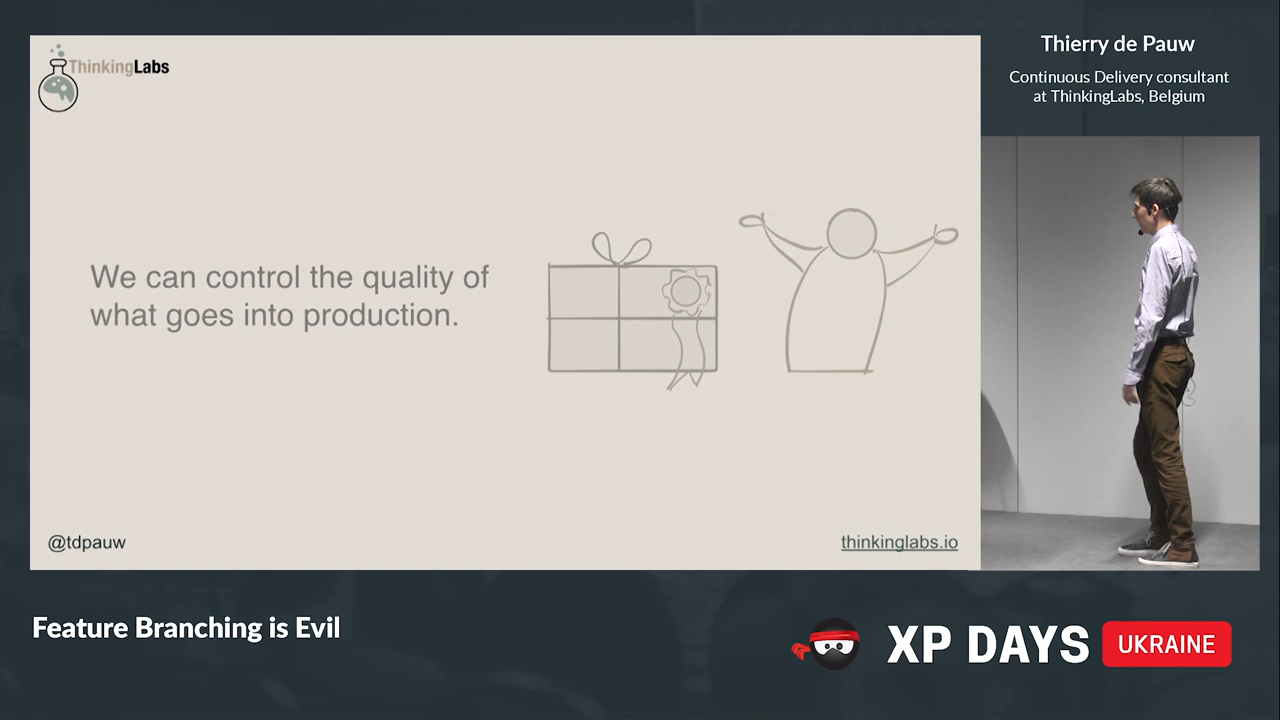 ThinkingLabs
We can control the quality of
what goes into production.
@tdpauw
thinkinglabs.io
Thierry de Pauw
Continuous Delivery consultant
at ThinkingLabs, Belgium
Feature Branching is Evil
XP DAYS UKRAINE